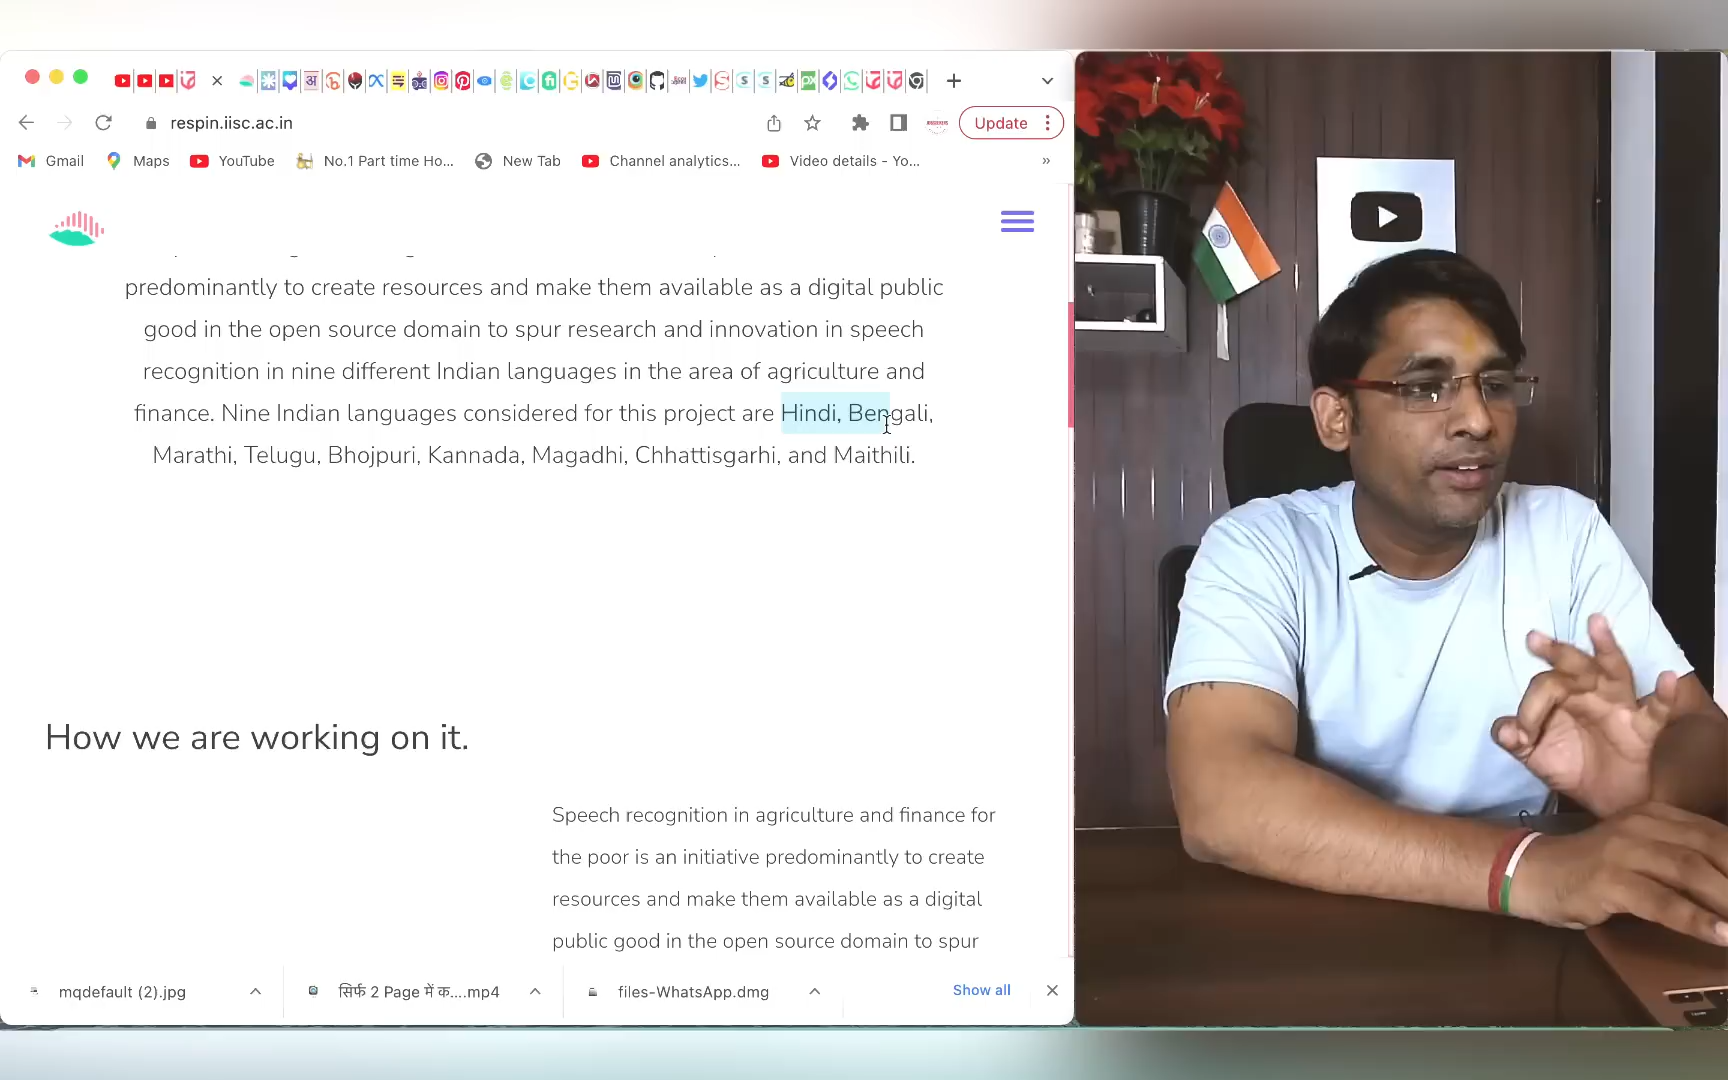 respin.iisc.ac.in
Update
Gmail
Maps
YouTube
No.1 Part time Ho...
New Tab
Channel analytics...
Video details - Yo...
»
predominantly to create resources and make them available as a digital public
good in the open source domain to spur research and innovation in speech
recognition in nine different Indian languages in the area of agriculture and
finance. Nine Indian languages considered for this project are Hindi, Bengali,
Marathi, Telugu, Bhojpuri, Kannada, Magadhi, Chhattisgarhi, and Maithili.
How we are working on it.
Speech recognition in agriculture and finance for
the poor is an initiative predominantly to create
resources and make them available as a digital
public good in the open source domain to spur
mqdefault (2).jpg
सिर्फ 2 Page में क....mp4
files-WhatsApp.dmg
Show all